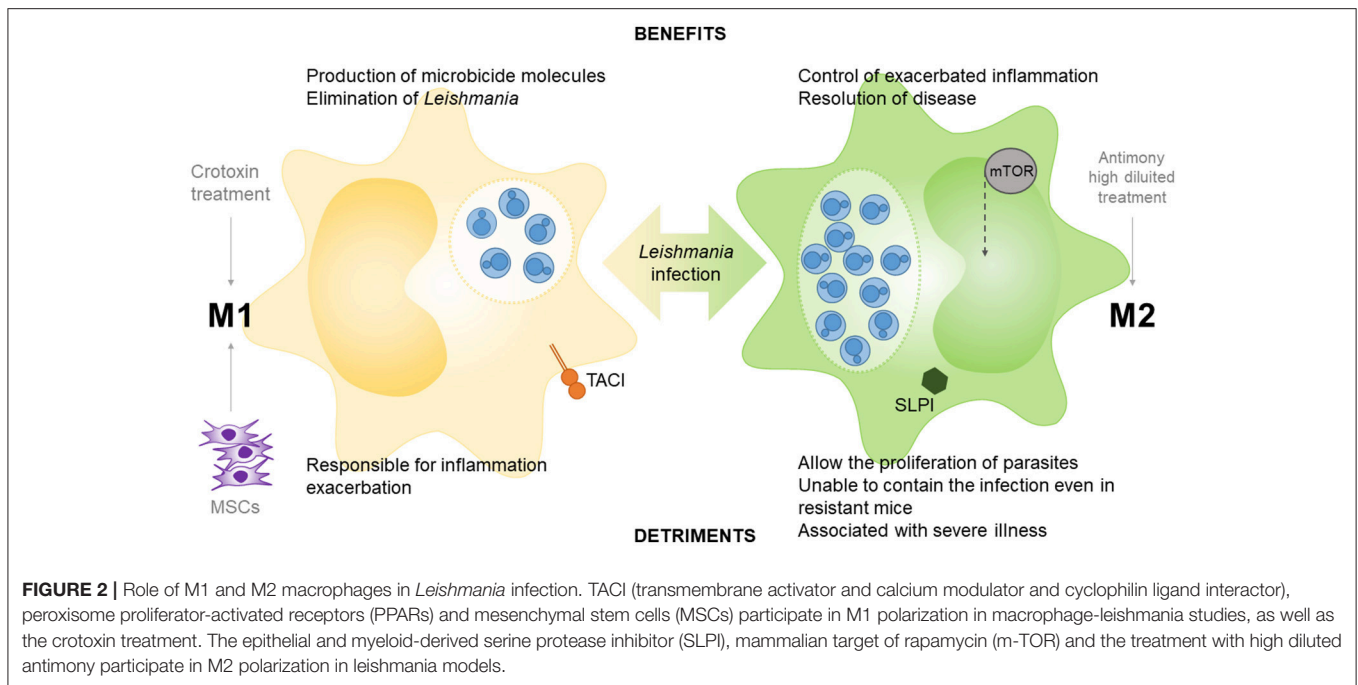 BENEFITS
Production of microbicide molecules
Elimination of Leishmania
Control of exacerbated inflammation
Resolution of disease
Crotoxin
treatment
M1
MSCs
TACI
Leishmania
infection
mTOR
SLPI
Antimony
high diluted
treatment
M2
Responsible for inflammation
exacerbation
Allow the proliferation of parasites
Unable to contain the infection even in
resistant mice
Associated with severe illness
DETRIMENTS
FIGURE 2 | Role of M1 and M2 macrophages in Leishmania infection. TACI (transmembrane activator and calcium modulator and cyclophilin ligand interactor),
peroxisome proliferator-activated receptors (PPARs) and mesenchymal stem cells (MSCs) participate in M1 polarization in macrophage-leishmania studies, as well as
the crotoxin treatment. The epithelial and myeloid-derived serine protease inhibitor (SLPI), mammalian target of rapamycin (m-TOR) and the treatment with high diluted
antimony participate in M2 polarization in leishmania models.